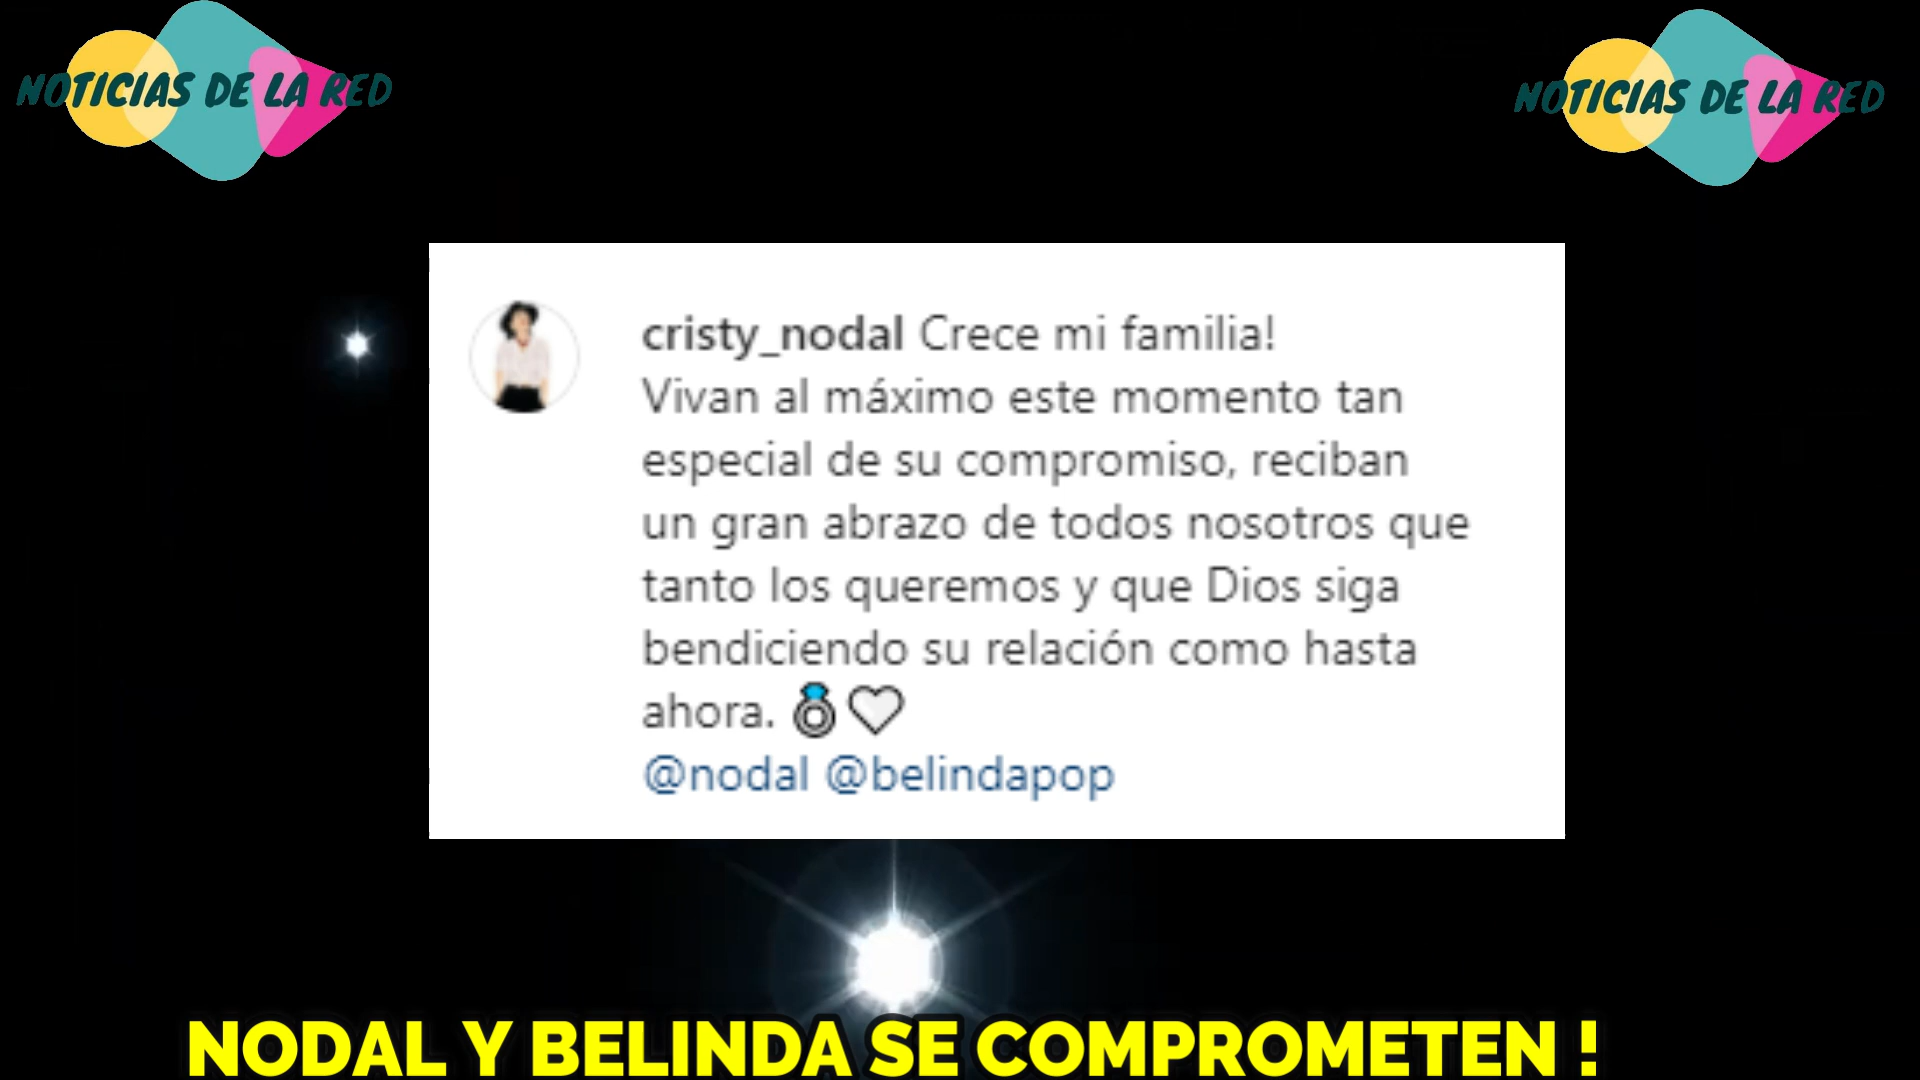 NOTICIAS DE LA RED
NOTICIAS DE LA RED
cristy_nodal Crece mi familia!
Vivan al máximo este momento tan
especial de su compromiso, reciban
un gran abrazo de todos nosotros que
tanto los queremos y que Dios siga
bendiciendo su relación como hasta
ahora. 💍🤍
@nodal @belindapop
NODAL Y BELINDA SE COMPROMETEN !